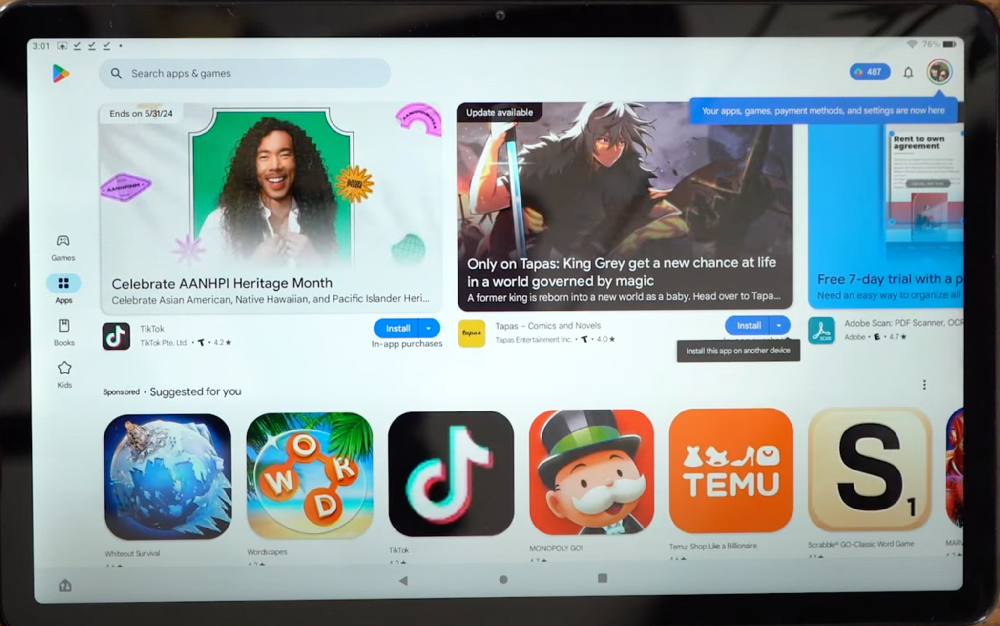 3:01
76%
Search apps & games
487
Your apps, games, payment methods, and settings are now here
Ends on 5/31/24
AANHPIHM
Celebrate AANHPI Heritage Month
Celebrate Asian American, Native Hawaiian, and Pacific Islander Heri...
Update available
Only on Tapas: King Grey get a new chance at life
in a world governed by magic
A former king is reborn into a new world as a baby. Head over to Tapa...
Rent to own
agreement
Free 7-day trial with a p
Need an easy way to organize all
Games
Apps
Books
Kids
TikTok
TikTok Pte. Ltd. • T • 4.2★
Install
In-app purchases
tapas
Tapas – Comics and Novels
Tapas Entertainment Inc. • T • 4.0★
Install
Install this app on another device
SCAN
Adobe Scan: PDF Scanner, OCR
Adobe • E • 4.7★
Sponsored • Suggested for you
WORD
TEMU
S1
Whiteout Survival
Wordscapes
TikTok
MONOPOLY GO!
Temu: Shop Like a Billionaire
Scrabble® GO-Classic Word Game
MARV